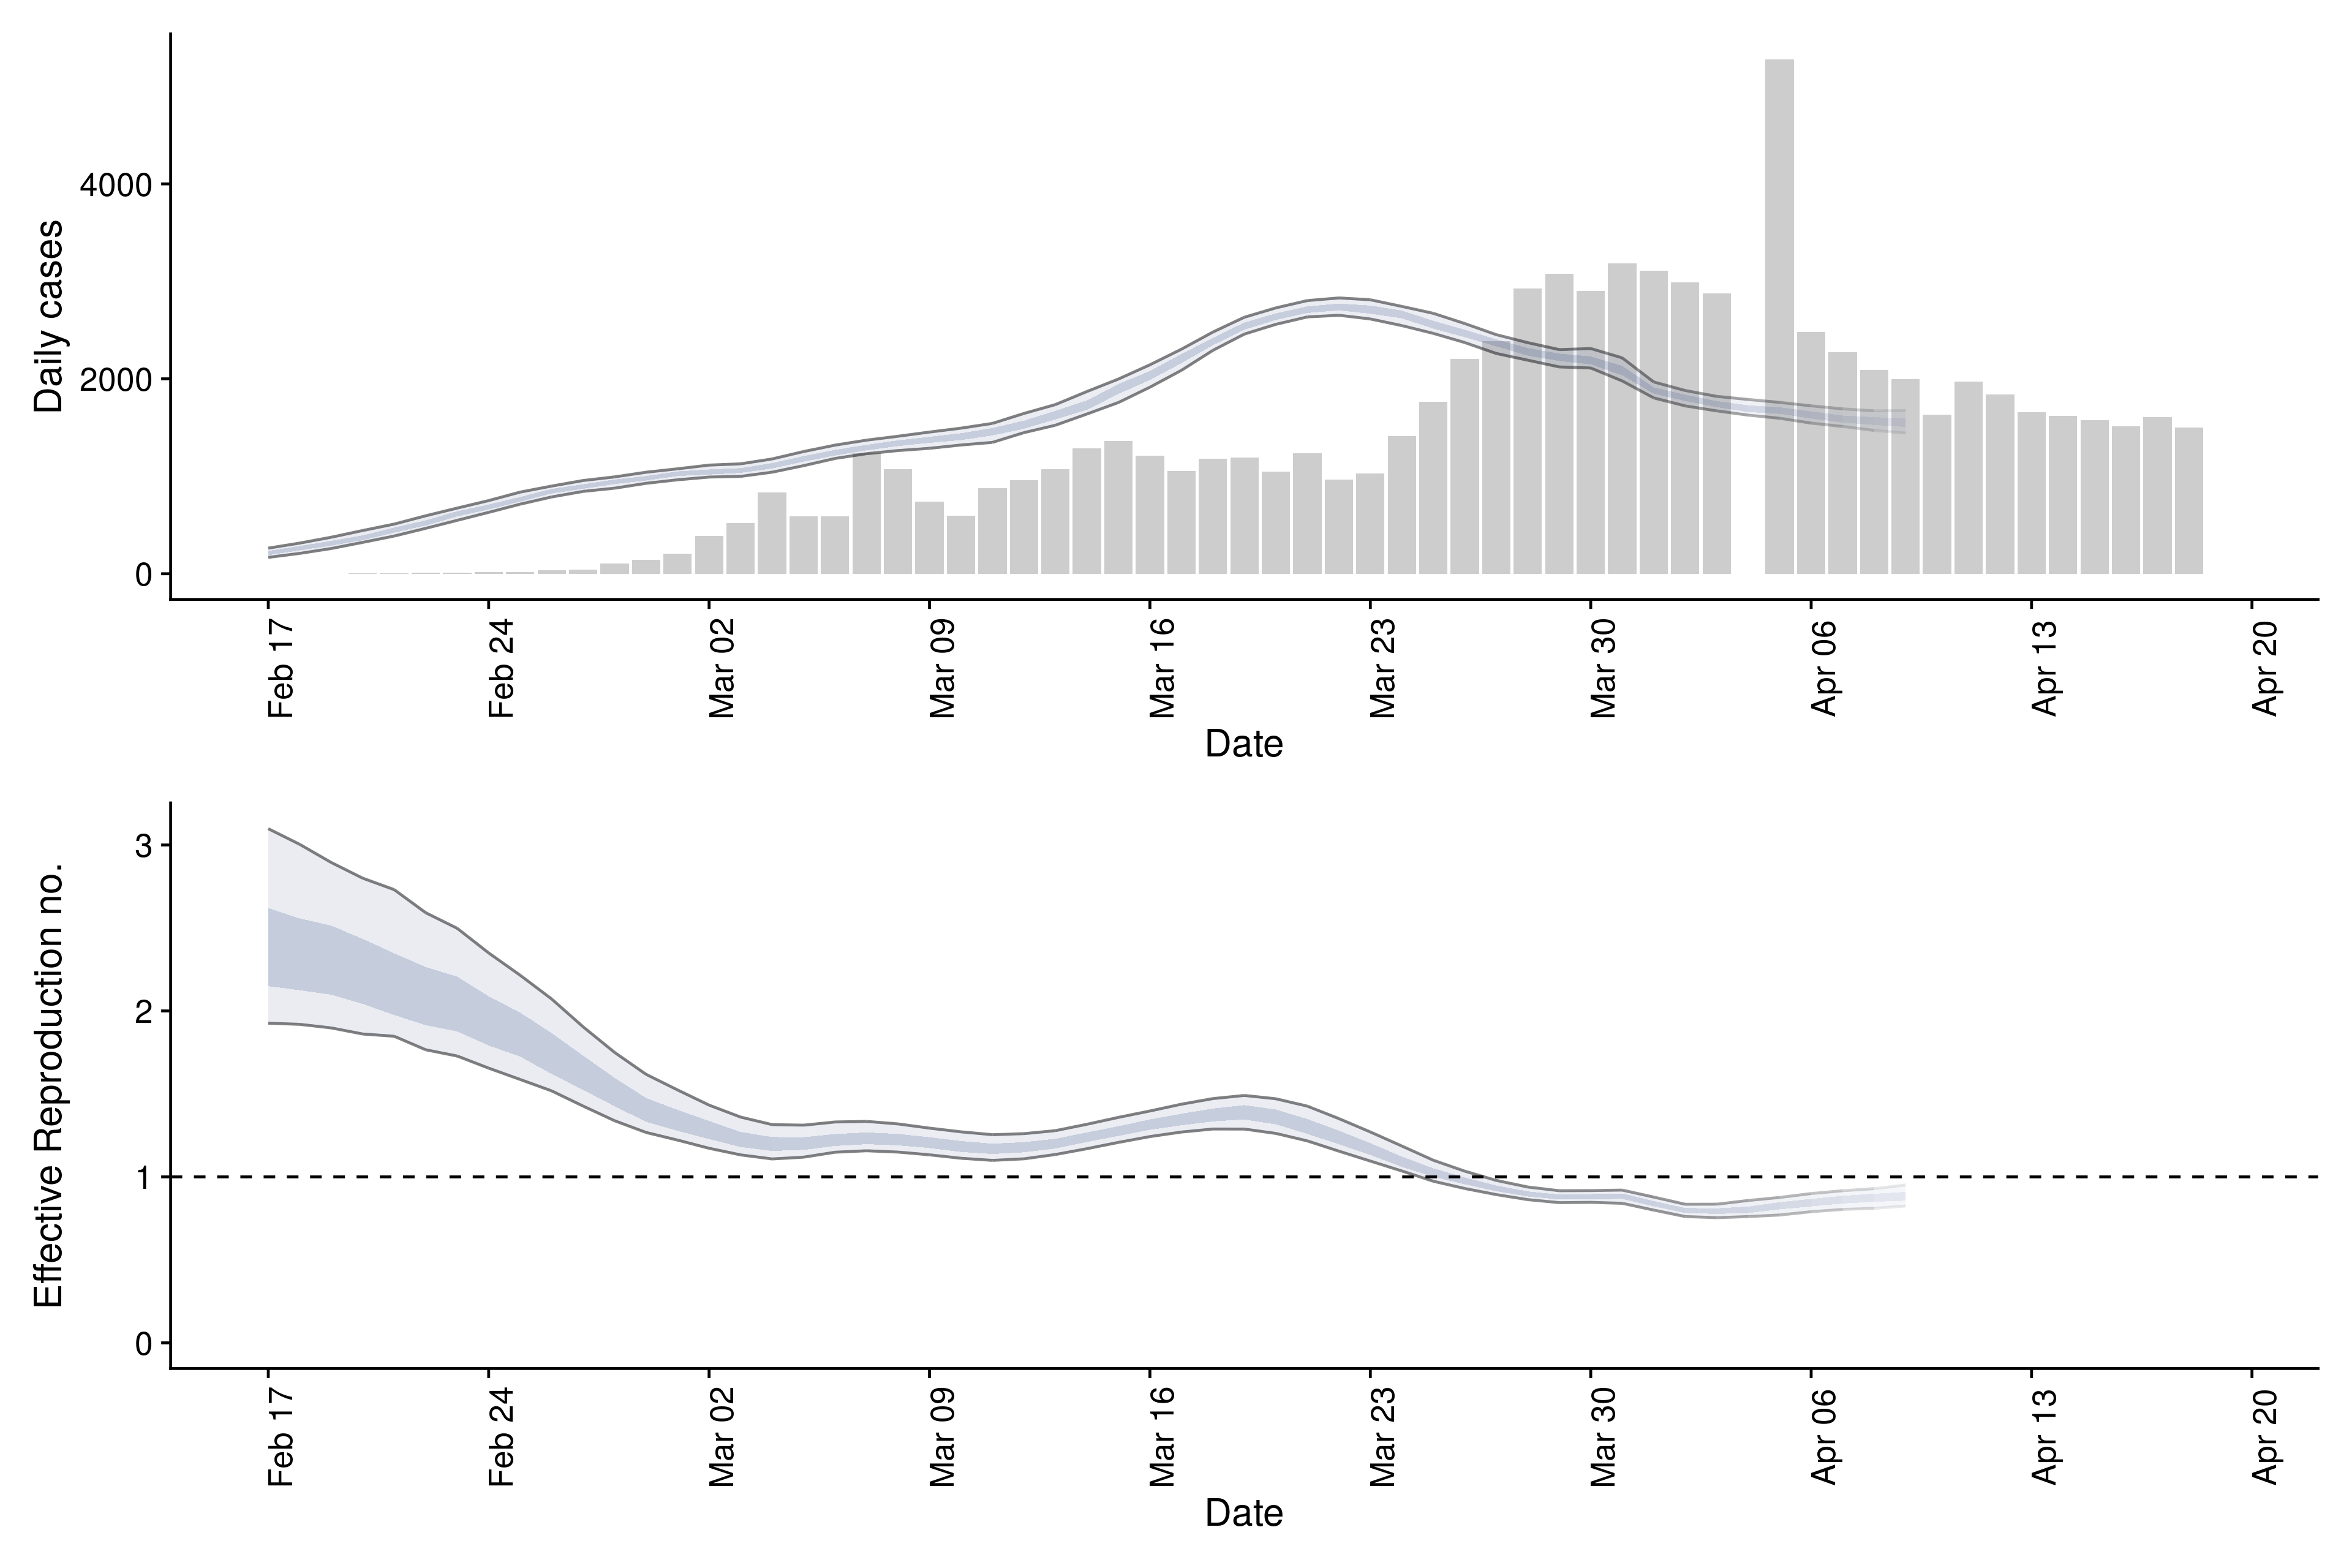 Daily cases
4000
2000
0
Feb 17
Feb 24
Mar 02
Mar 09
Mar 16
Mar 23
Mar 30
Apr 06
Apr 13
Apr 20
Date
Effective Reproduction no.
3
2
1
0
Feb 17
Feb 24
Mar 02
Mar 09
Mar 16
Mar 23
Mar 30
Apr 06
Apr 13
Apr 20
Date